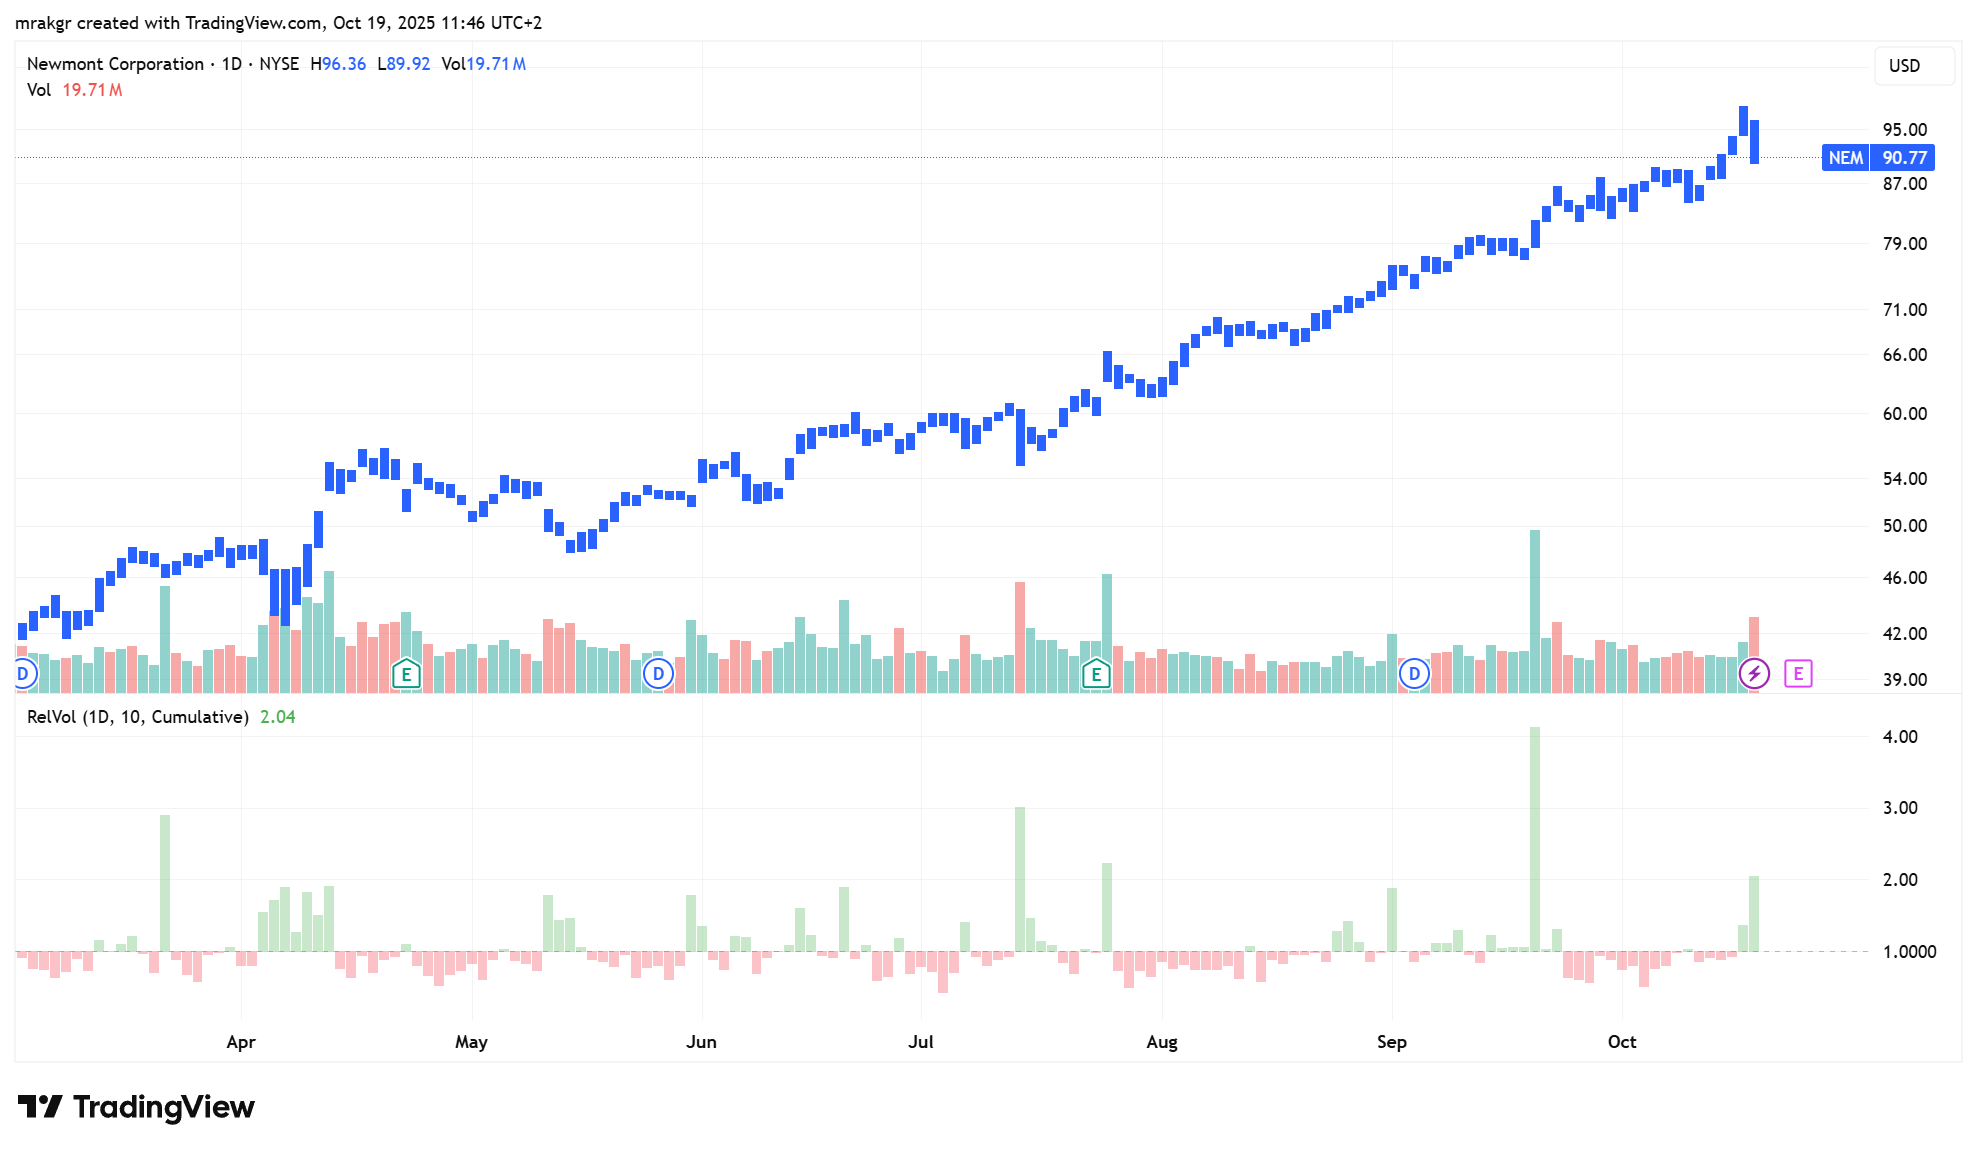 mrakgr created with TradingView.com, Oct 19, 2025 11:46 UTC+2
Newmont Corporation · 1D · NYSE H96.36 L89.92 Vol19.71 M
Vol 19.71 M
USD
95.00
NEM 90.77
87.00
79.00
71.00
66.00
60.00
54.00
50.00
46.00
42.00
D E D E D E
39.00
RelVol (1D, 10, Cumulative) 2.04
4.00
3.00
2.00
1.0000
Apr May Jun Jul Aug Sep Oct
TradingView